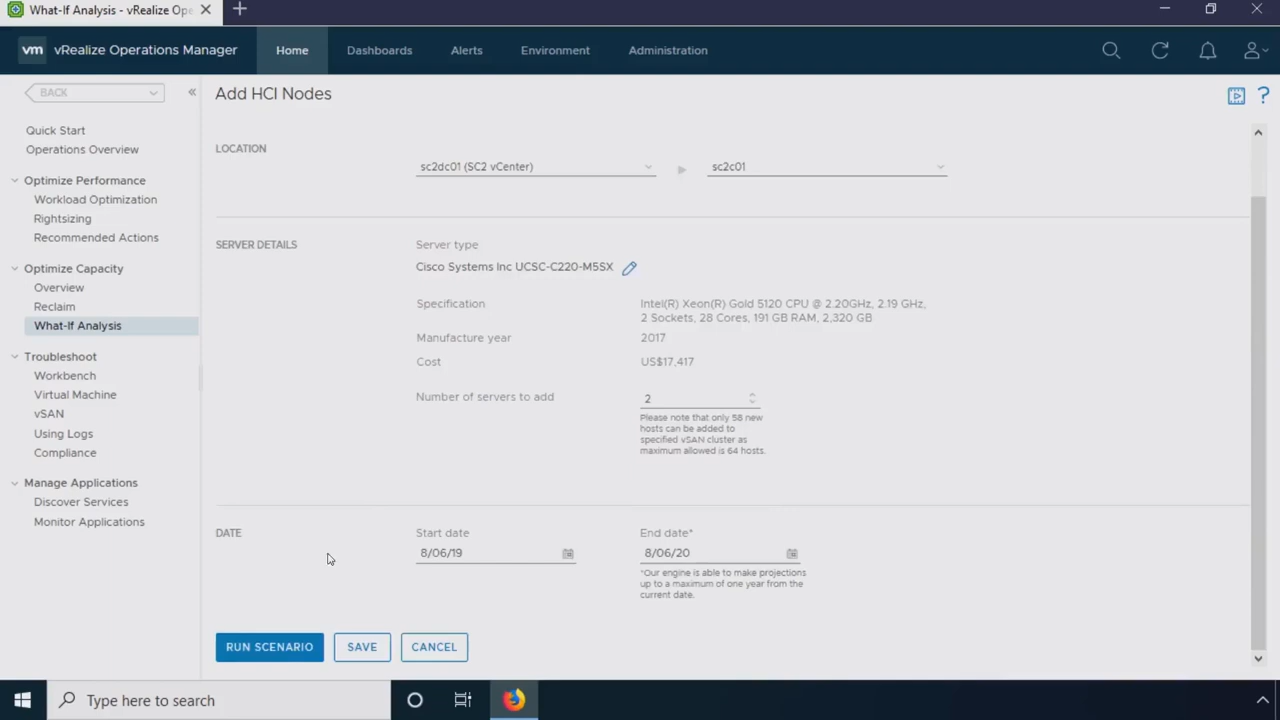 What-If Analysis - vRealize Ope
vm vRealize Operations Manager Home Dashboards Alerts Environment Administration
BACK
Add HCI Nodes
Quick Start
Operations Overview
Optimize Performance
Workload Optimization
Rightsizing
Recommended Actions
Optimize Capacity
Overview
Reclaim
What-If Analysis
Troubleshoot
Workbench
Virtual Machine
vSAN
Using Logs
Compliance
Manage Applications
Discover Services
Monitor Applications
LOCATION
sc2dc01 (SC2 vCenter) sc2c01
SERVER DETAILS
Server type
Cisco Systems Inc UCSC-C220-M5SX
Specification
Intel(R) Xeon(R) Gold 5120 CPU @ 2.20GHz, 2.19 GHz,
2 Sockets, 28 Cores, 191 GB RAM, 2,320 GB
Manufacture year 2017
Cost US$17,417
Number of servers to add 2
Please note that only 58 new
hosts can be added to
specified vSAN cluster as
maximum allowed is 64 hosts.
DATE
Start date End date*
8/06/19 8/06/20
*Our engine is able to make projections
up to a maximum of one year from the
current date.
RUN SCENARIO SAVE CANCEL
Type here to search